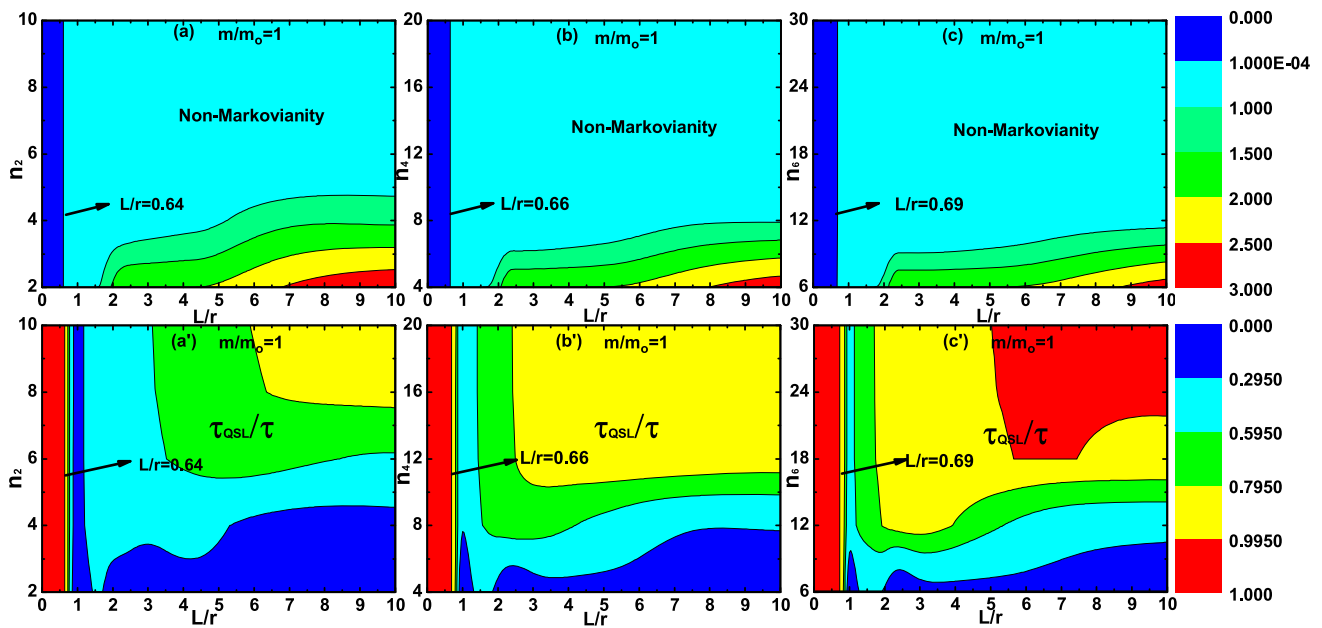 (a) m/m₀=1
Non-Markovianity
L/r=0.64
n₂
10
8
6
4
2
0 1 2 3 4 5 6 7 8 9 10
L/r
(b) m/m₀=1
Non-Markovianity
L/r=0.66
n₄
20
16
12
8
4
0 1 2 3 4 5 6 7 8 9 10
L/r
(c) m/m₀=1
Non-Markovianity
L/r=0.69
n₆
30
24
18
12
6
0 1 2 3 4 5 6 7 8 9 10
L/r
0.000
1.000E-04
1.000
1.500
2.000
2.500
3.000
(a') m/m₀=1
τQSL/τ
L/r=0.64
n₂
10
8
6
4
2
0 1 2 3 4 5 6 7 8 9 10
L/r
(b') m/m₀=1
τQSL/τ
L/r=0.66
n₄
20
16
12
8
4
0 1 2 3 4 5 6 7 8 9 10
L/r
(c') m/m₀=1
τQSL/τ
L/r=0.69
n₆
30
24
18
12
6
0 1 2 3 4 5 6 7 8 9 10
L/r
0.000
0.2950
0.5950
0.7950
0.9950
1.000